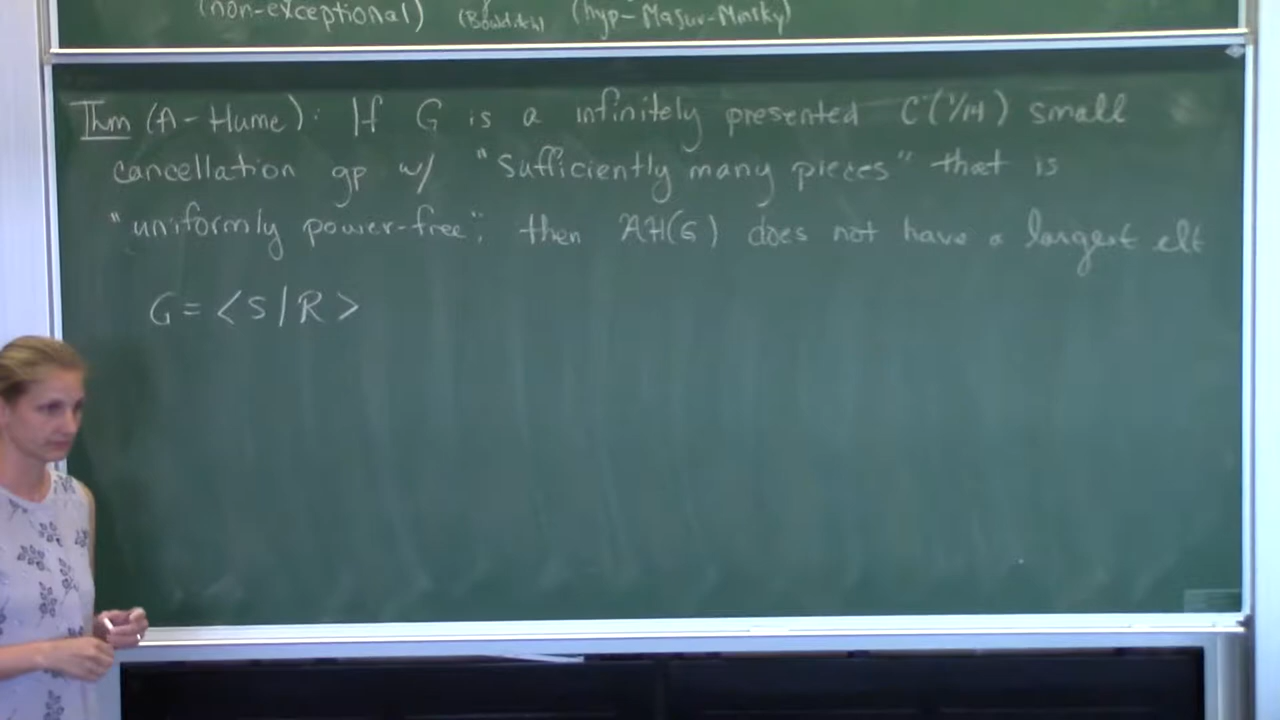 (non-exceptional) (Bowditch) (hyp-Masur-Minsky)
Thm (A-Hume): If G is a infinitely presented C'(1/14) small
cancellation gp w/ "sufficiently many pieces" that is
"uniformly power-free", then AH(G) does not have a largest elt
G = <S | R>